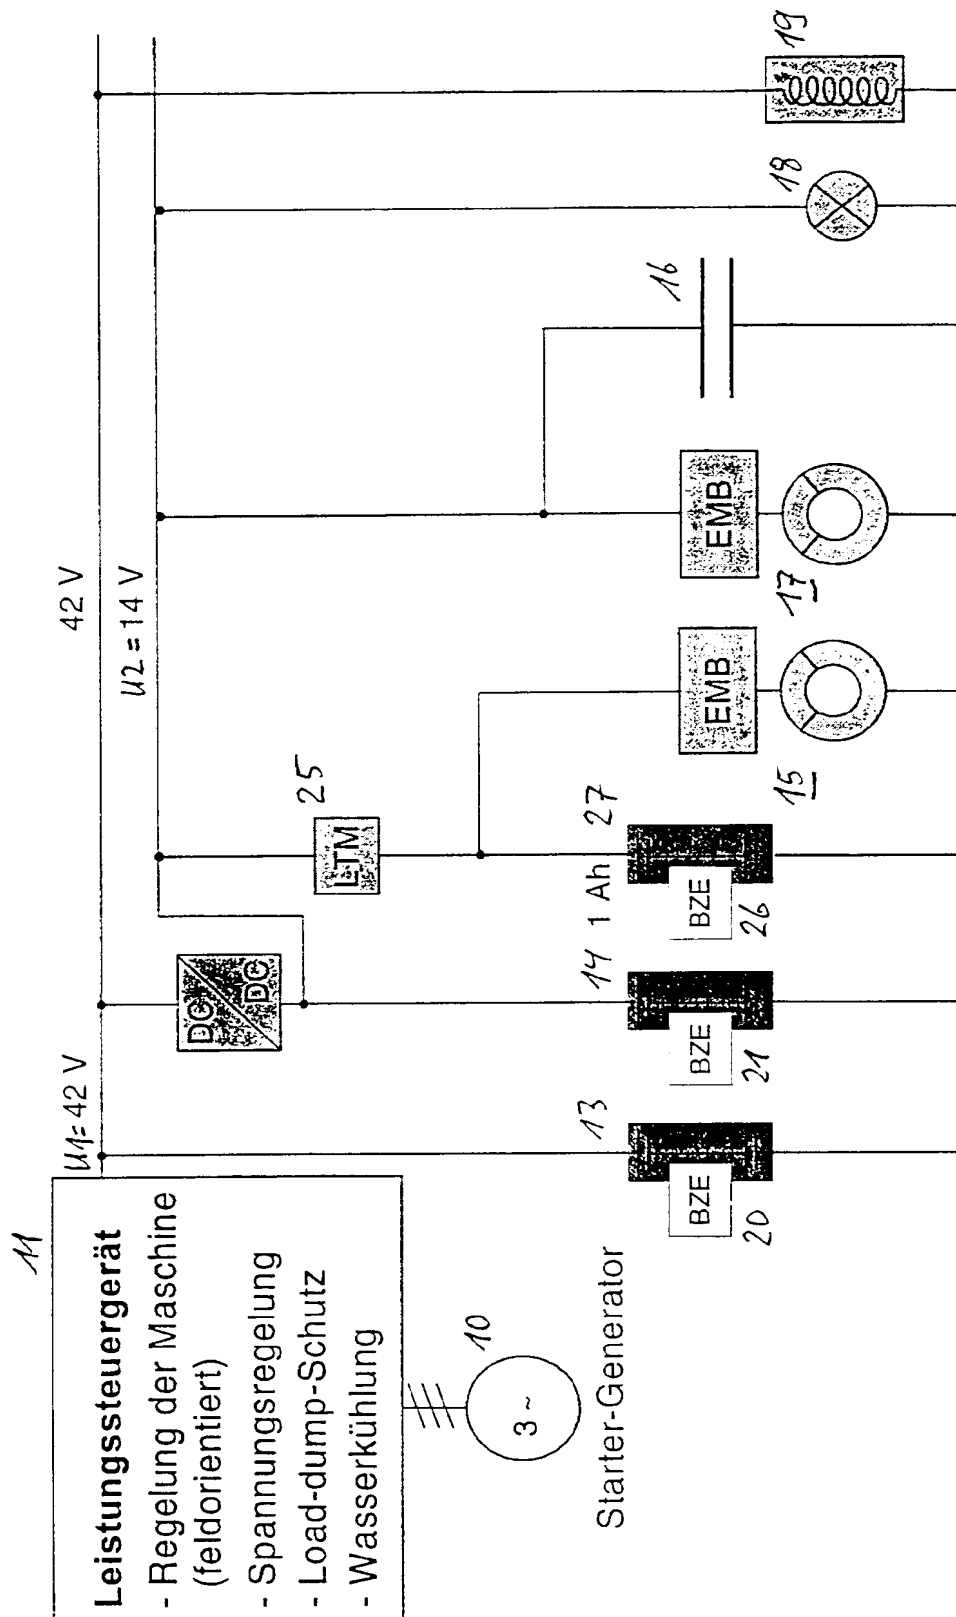 11
Leistungssteuergerät
- Regelung der Maschine
(feldorientiert)
- Spannungsregelung
- Load-dump-Schutz
- Wasserkühlung
10
3 ~
Starter-Generator
U1=42 V
42 V
U2=14 V
DC
DC
LTM
25
13
BZE
20
14
BZE
21
1 Ah
27
BZE
26
EMB
15
EMB
17
16
18
19